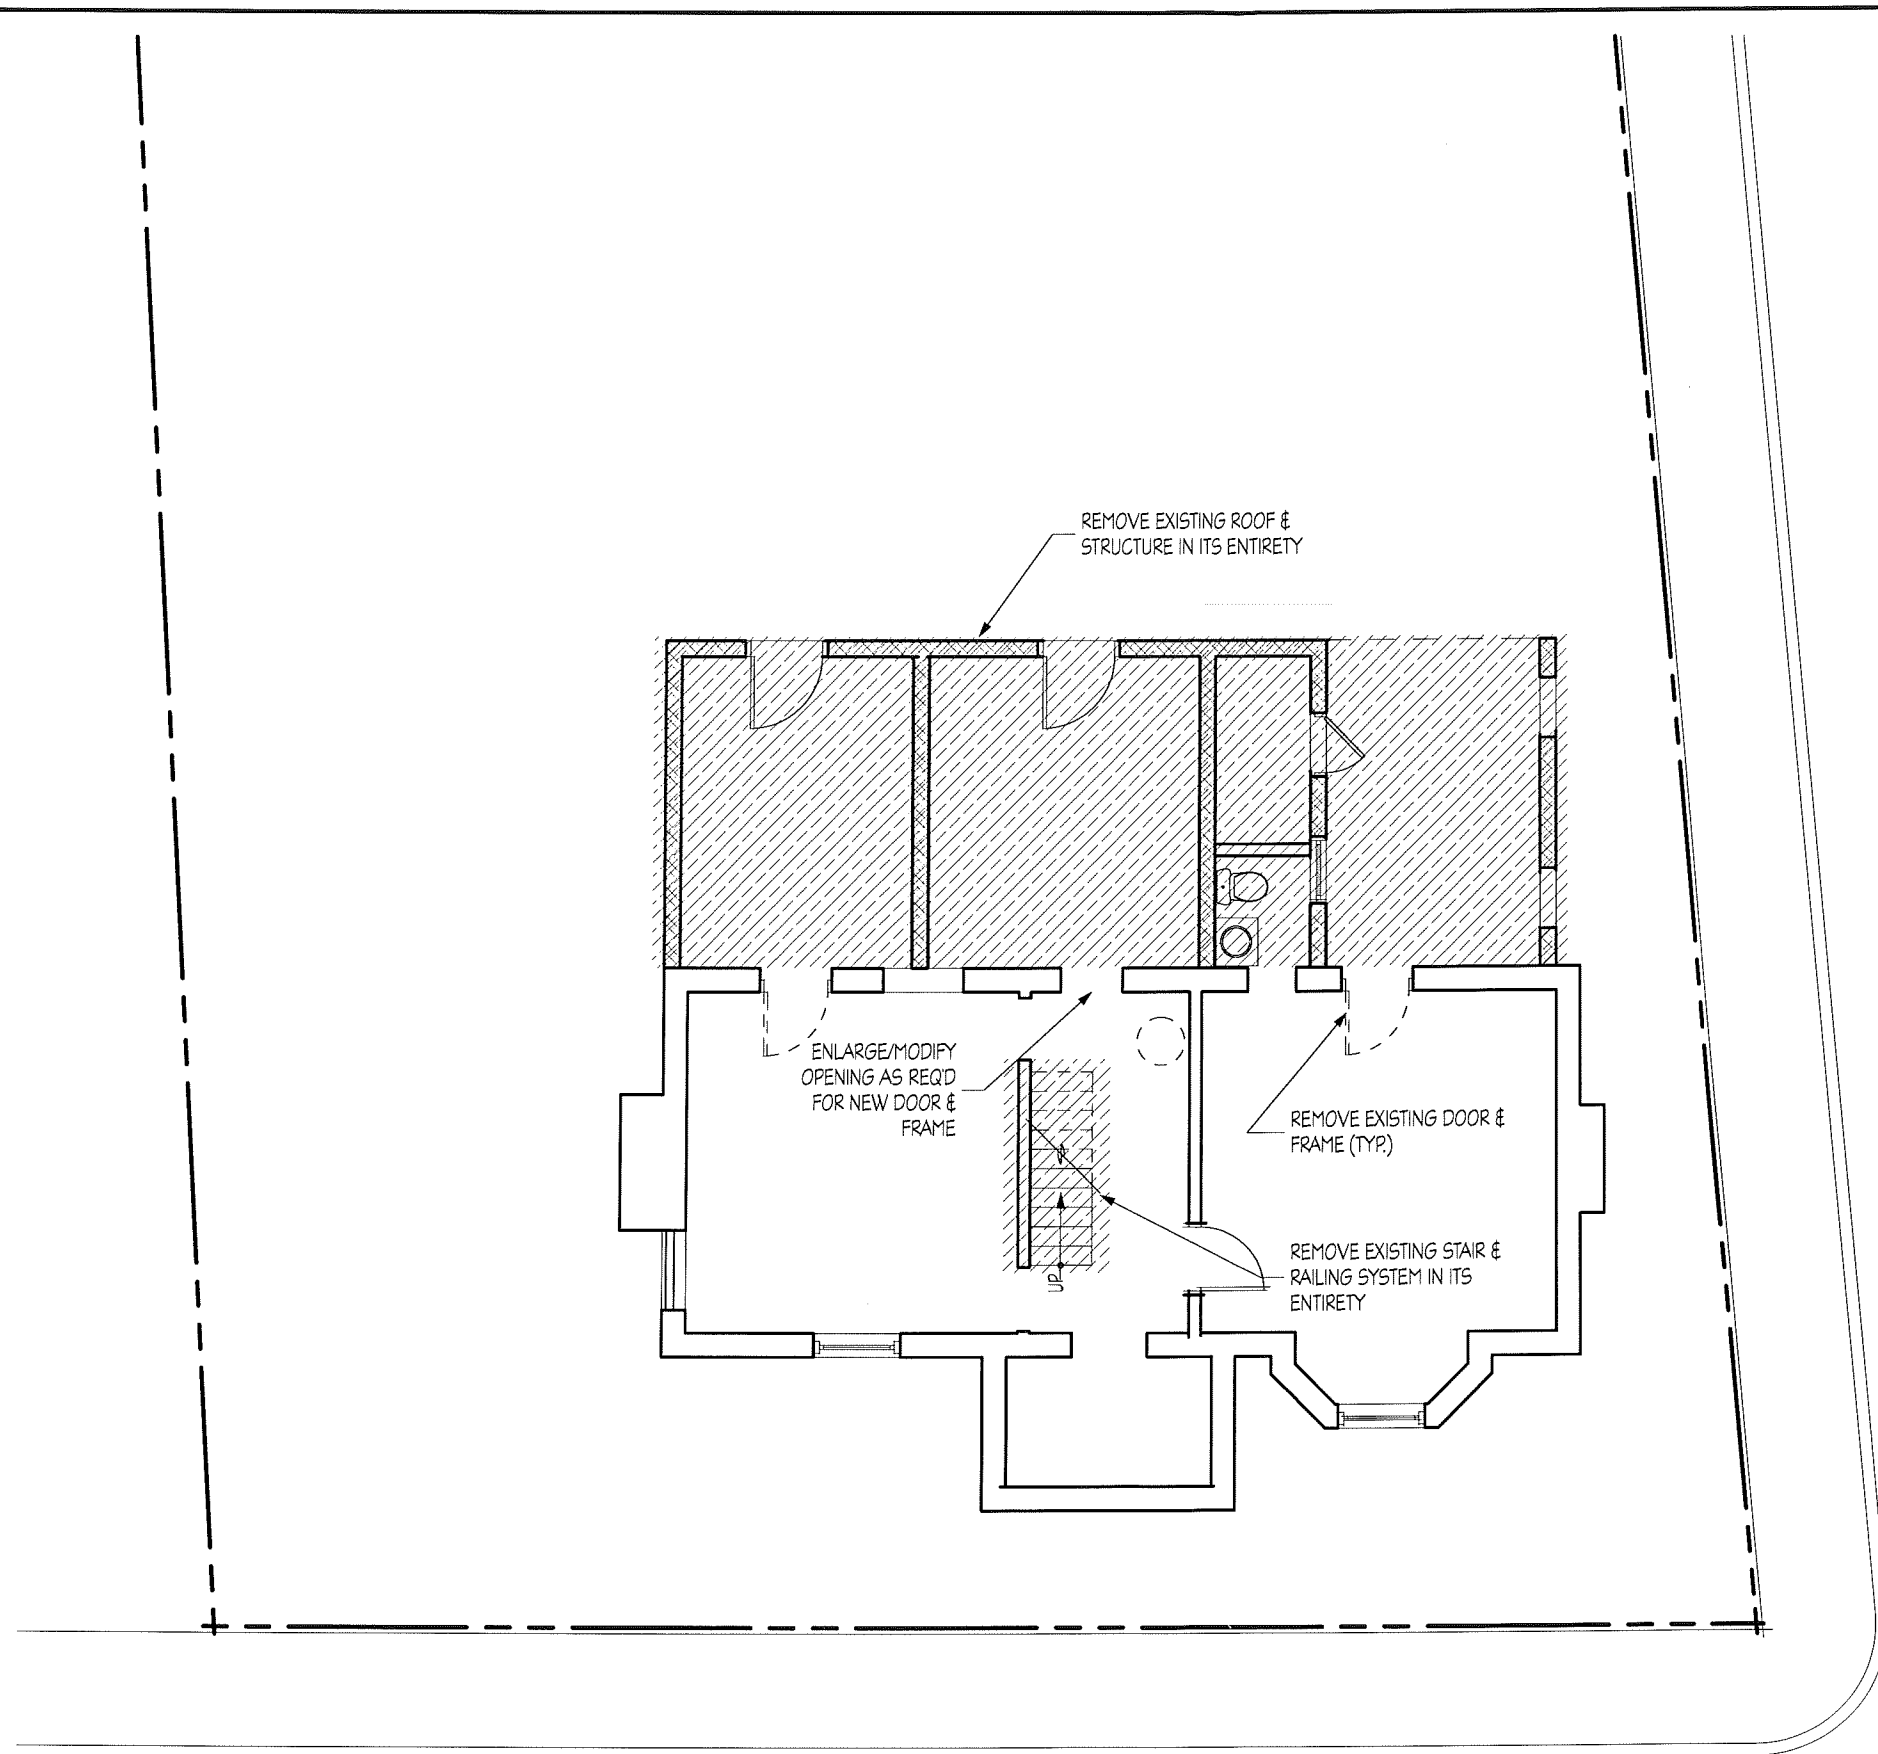 REMOVE EXISTING ROOF &
STRUCTURE IN ITS ENTIRETY
ENLARGE/MODIFY
OPENING AS REQ'D
FOR NEW DOOR &
FRAME
REMOVE EXISTING DOOR &
FRAME (TYP.)
REMOVE EXISTING STAIR &
RAILING SYSTEM IN ITS
ENTIRETY
UP